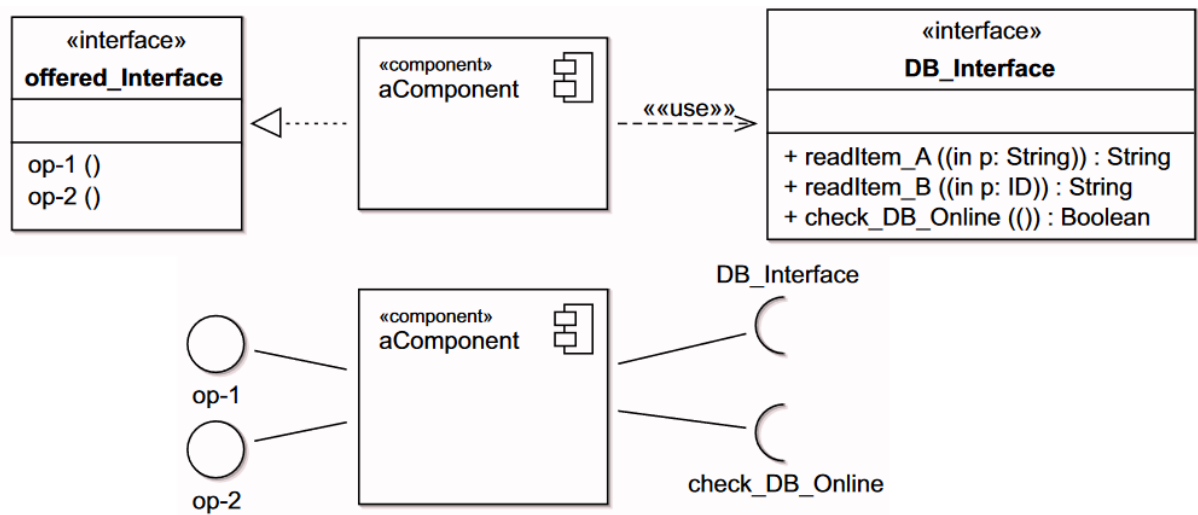 «interface»
offered_Interface
op-1 ()
op-2 ()
«component»
aComponent
««use»»
«interface»
DB_Interface
+ readItem_A ((in p: String)) : String
+ readItem_B ((in p: ID)) : String
+ check_DB_Online (()) : Boolean
op-1
op-2
«component»
aComponent
DB_Interface
check_DB_Online